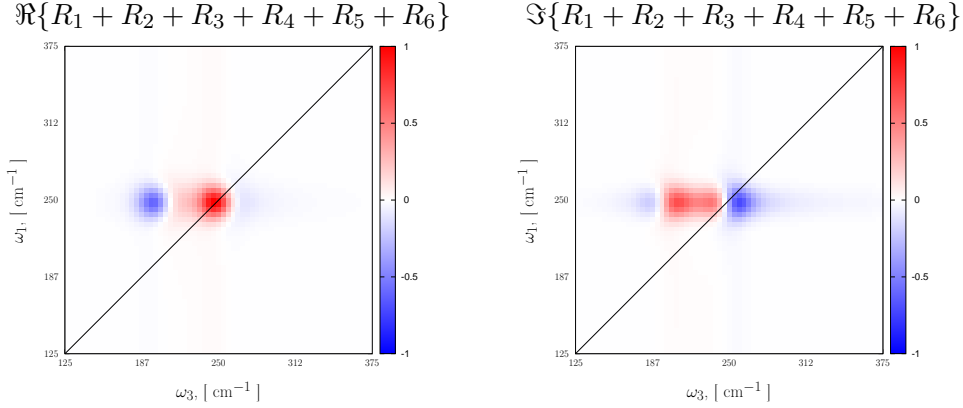 ℜ{R₁ + R₂ + R₃ + R₄ + R₅ + R₆}
375
312
250
187
125
ω₁, [ cm⁻¹ ]
125 187 250 312 375
ω₃, [ cm⁻¹ ]
1
0.5
0
-0.5
-1
ℑ{R₁ + R₂ + R₃ + R₄ + R₅ + R₆}
375
312
250
187
125
ω₁, [ cm⁻¹ ]
125 187 250 312 375
ω₃, [ cm⁻¹ ]
1
0.5
0
-0.5
-1